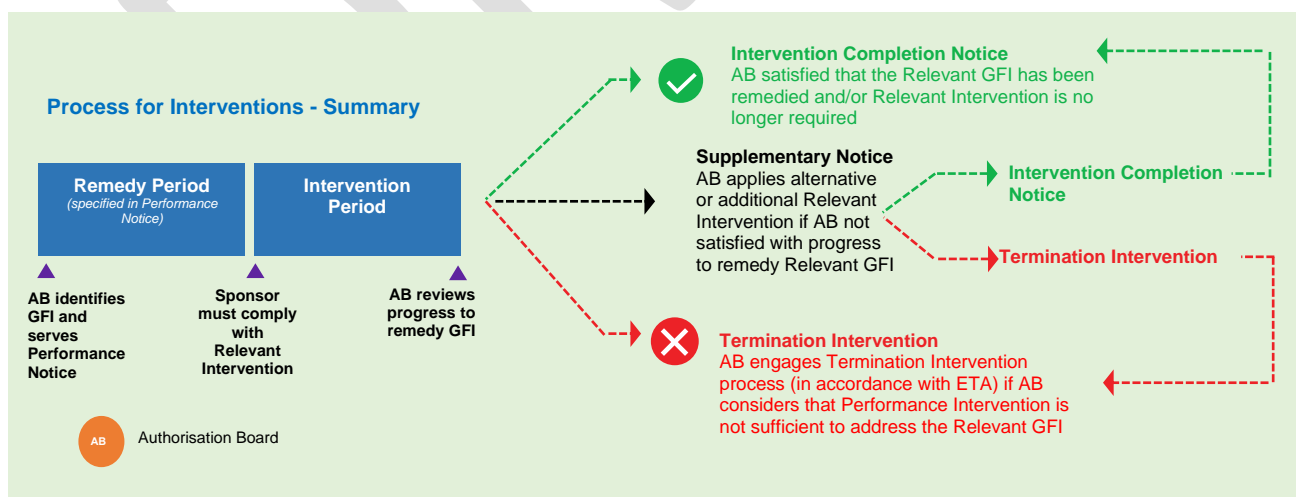 Process for Interventions - Summary
Remedy Period
(specified in Performance
Notice)
Intervention
Period
AB identifies
GFI and
serves
Performance
Notice
Sponsor
must comply
with
Relevant
Intervention
AB reviews
progress to
remedy GFI
AB
Authorisation Board
Intervention Completion Notice
AB satisfied that the Relevant GFI has been
remedied and/or Relevant Intervention is no
longer required
Supplementary Notice
AB applies alternative
or additional Relevant
Intervention if AB not
satisfied with progress
to remedy Relevant GFI
Intervention Completion
Notice
Termination Intervention
Termination Intervention
AB engages Termination Intervention
process (in accordance with ETA) if AB
considers that Performance Intervention is
not sufficient to address the Relevant GFI